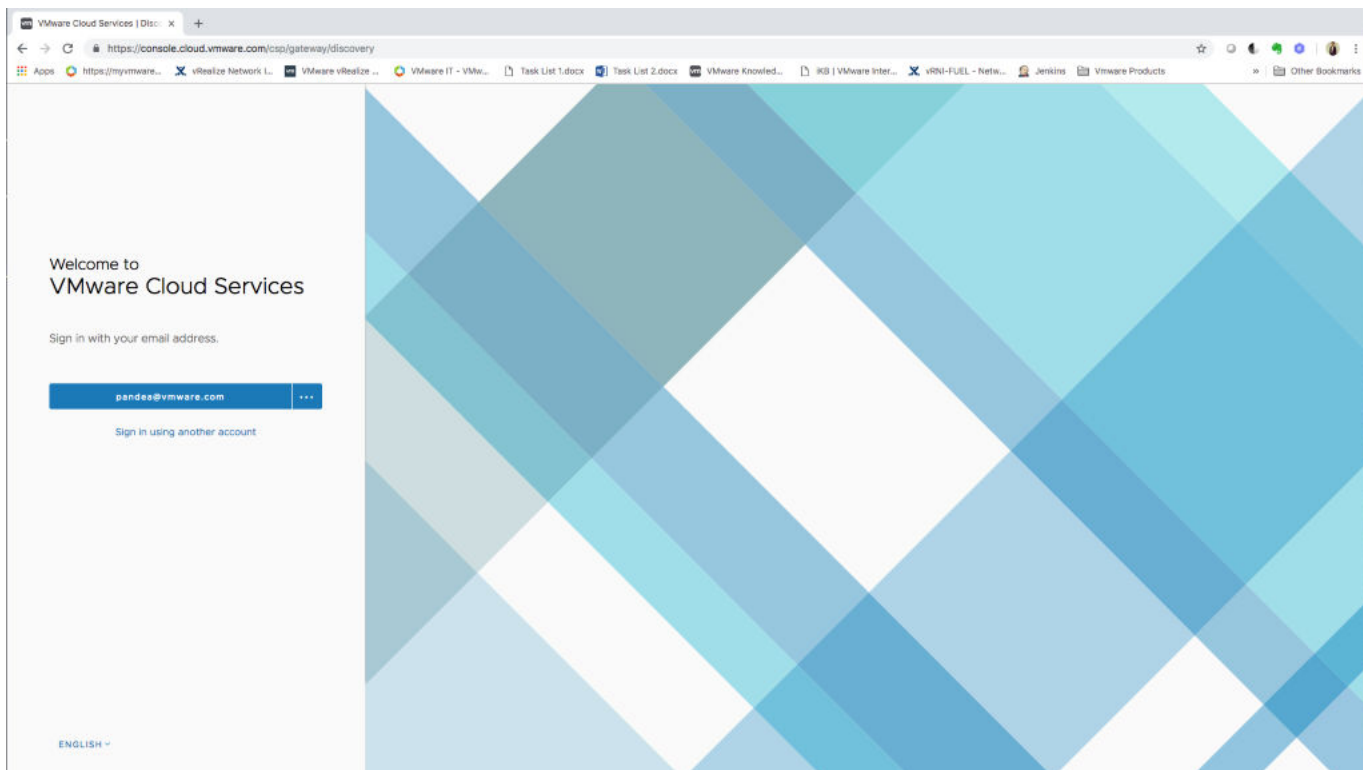 VMware Cloud Services | Disc
https://console.cloud.vmware.com/csp/gateway/discovery
Apps https://myvmware... vRealize Network I... VMware vRealize ... VMware IT - VMw... Task List 1.docx Task List 2.docx VMware Knowled... IKB | VMware Inter... vRNI-FUEL - Netw... Jenkins Vmware Products » Other Bookmarks
Welcome to
VMware Cloud Services
Sign in with your email address.
pandea@vmware.com ...
Sign in using another account
ENGLISH